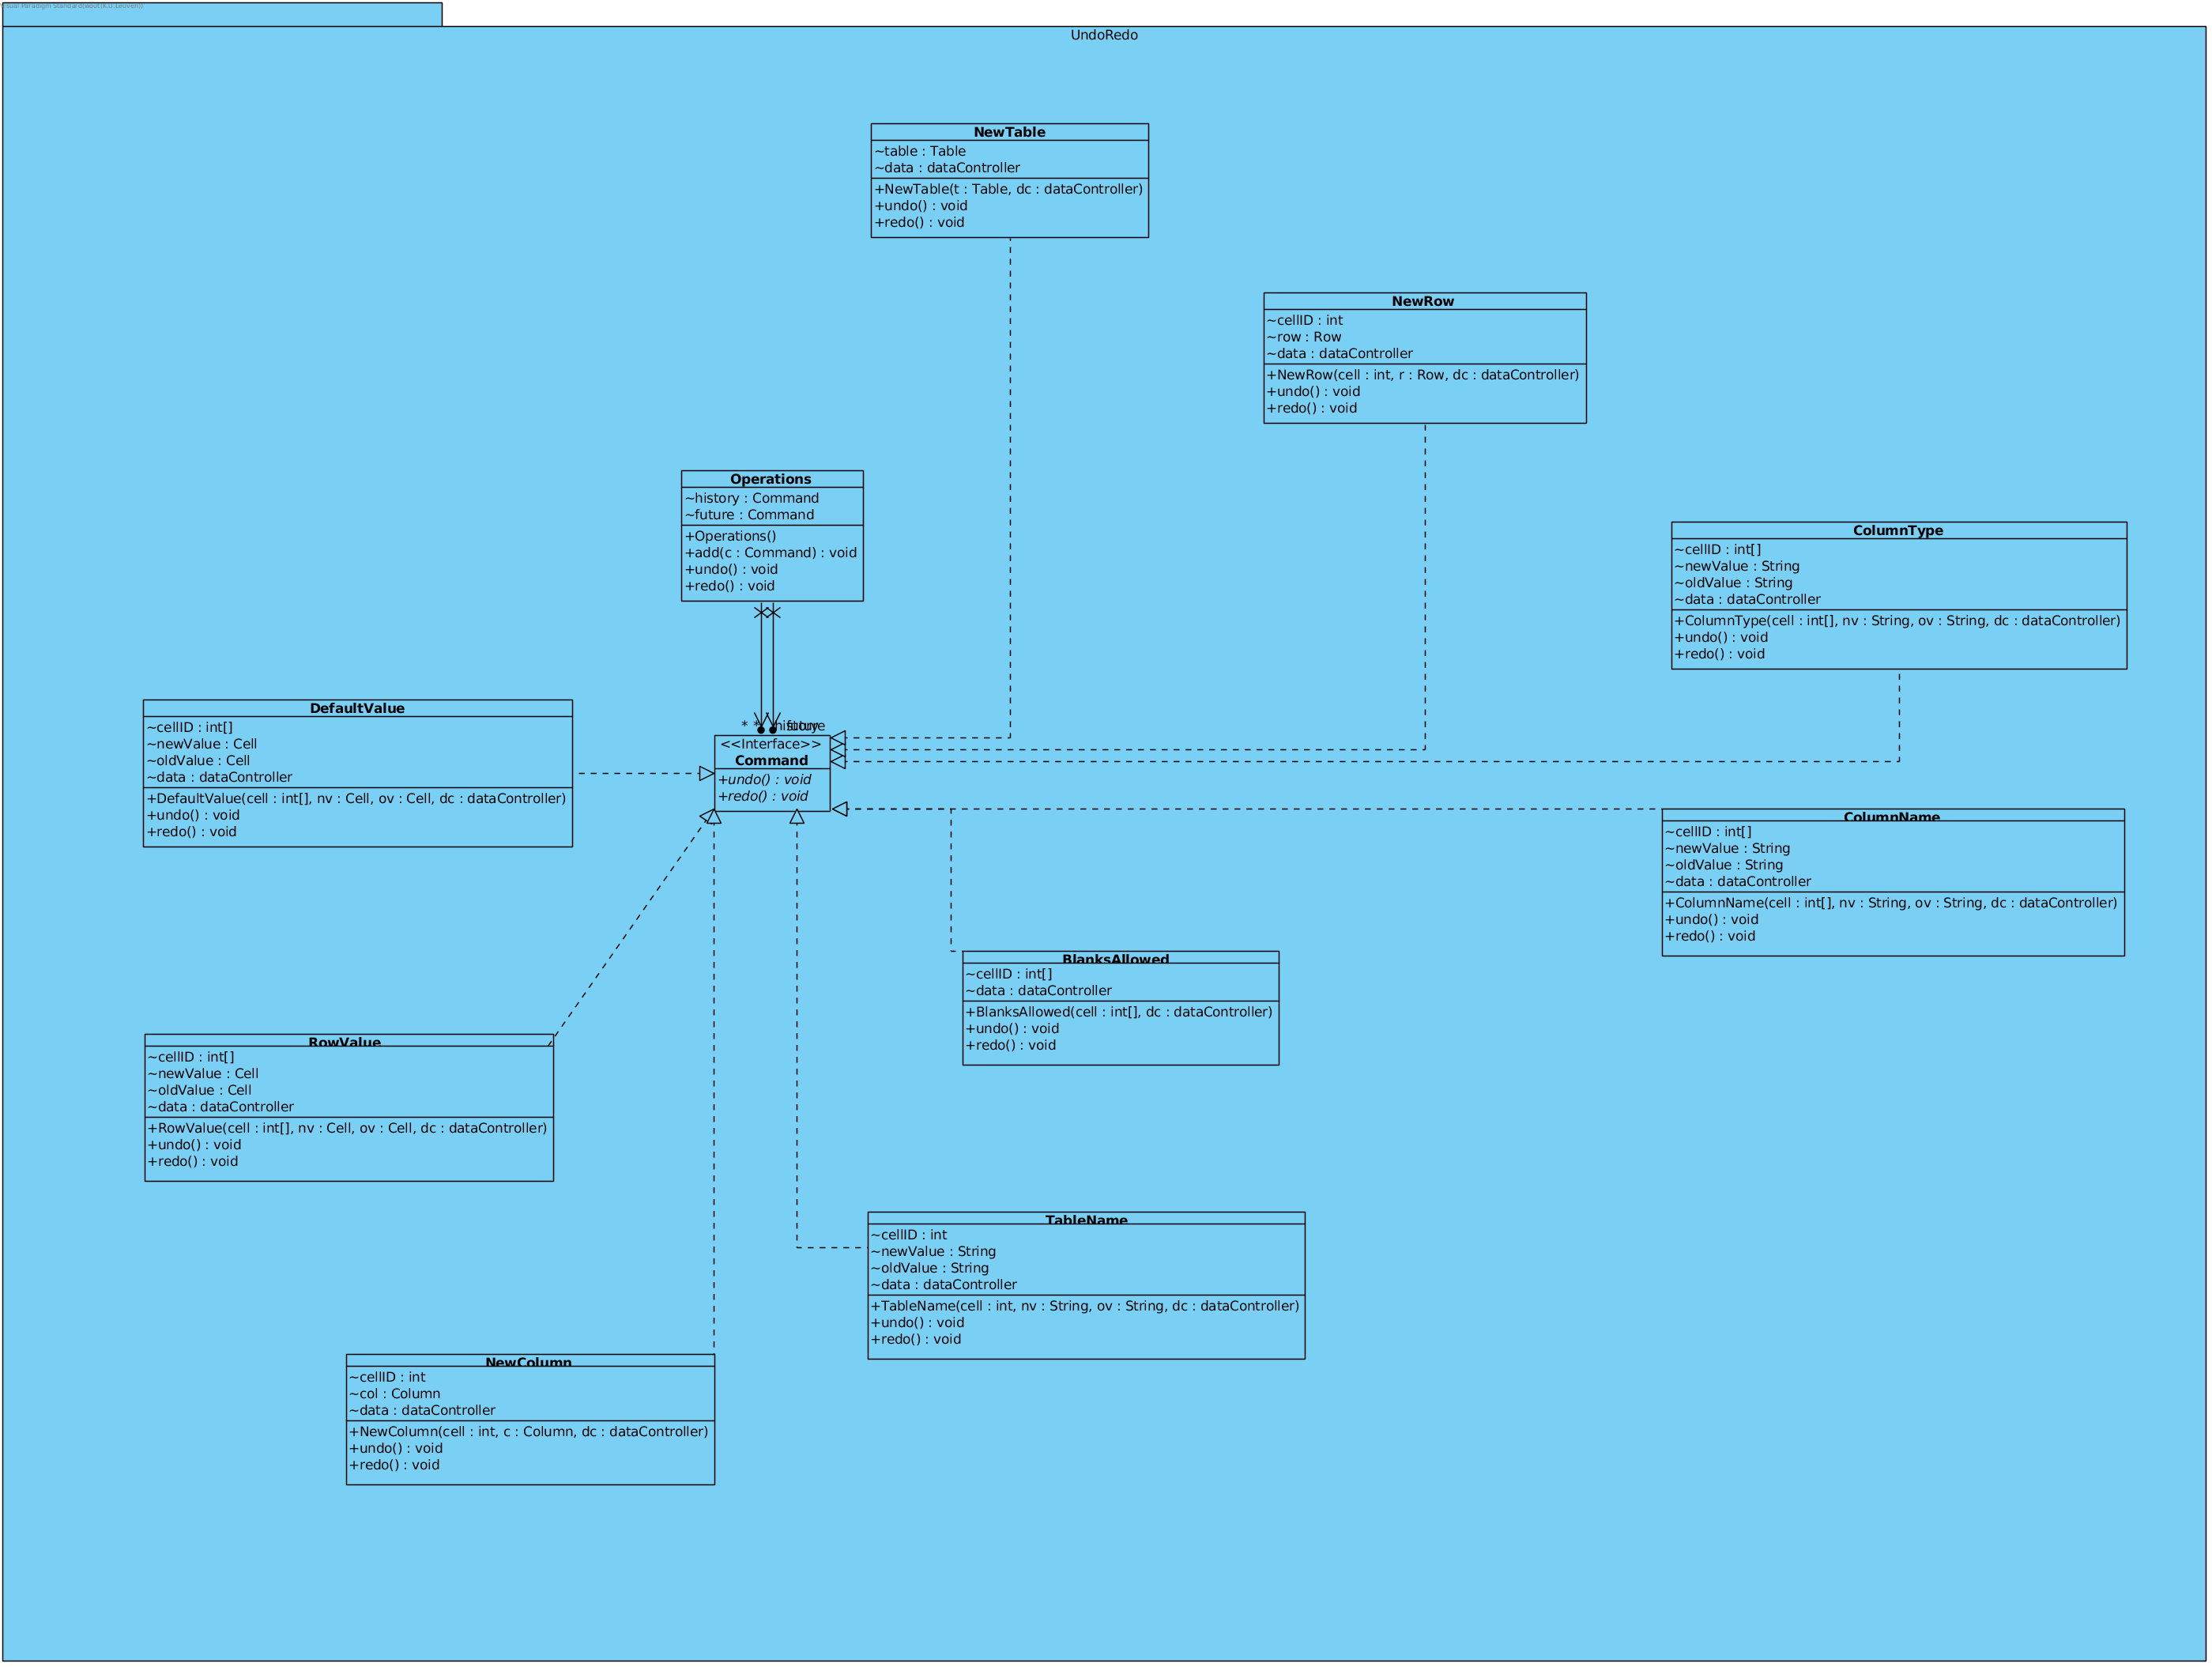 Visual Paradigm Standard(wout(K.U.Leuven))
UndoRedo
NewTable
~table : Table
~data : dataController
+NewTable(t : Table, dc : dataController)
+undo() : void
+redo() : void
NewRow
~cellID : int
~row : Row
~data : dataController
+NewRow(cell : int, r : Row, dc : dataController)
+undo() : void
+redo() : void
Operations
~history : Command
~future : Command
+Operations()
+add(c : Command) : void
+undo() : void
+redo() : void
ColumnType
~cellID : int[]
~newValue : String
~oldValue : String
~data : dataController
+ColumnType(cell : int[], nv : String, ov : String, dc : dataController)
+undo() : void
+redo() : void
DefaultValue
~cellID : int[]
~newValue : Cell
~oldValue : Cell
~data : dataController
+DefaultValue(cell : int[], nv : Cell, ov : Cell, dc : dataController)
+undo() : void
+redo() : void
* * history future
<<Interface>>
Command
+undo() : void
+redo() : void
ColumnName
~cellID : int[]
~newValue : String
~oldValue : String
~data : dataController
+ColumnName(cell : int[], nv : String, ov : String, dc : dataController)
+undo() : void
+redo() : void
BlanksAllowed
~cellID : int[]
~data : dataController
+BlanksAllowed(cell : int[], dc : dataController)
+undo() : void
+redo() : void
RowValue
~cellID : int[]
~newValue : Cell
~oldValue : Cell
~data : dataController
+RowValue(cell : int[], nv : Cell, ov : Cell, dc : dataController)
+undo() : void
+redo() : void
TableName
~cellID : int
~newValue : String
~oldValue : String
~data : dataController
+TableName(cell : int, nv : String, ov : String, dc : dataController)
+undo() : void
+redo() : void
NewColumn
~cellID : int
~col : Column
~data : dataController
+NewColumn(cell : int, c : Column, dc : dataController)
+undo() : void
+redo() : void